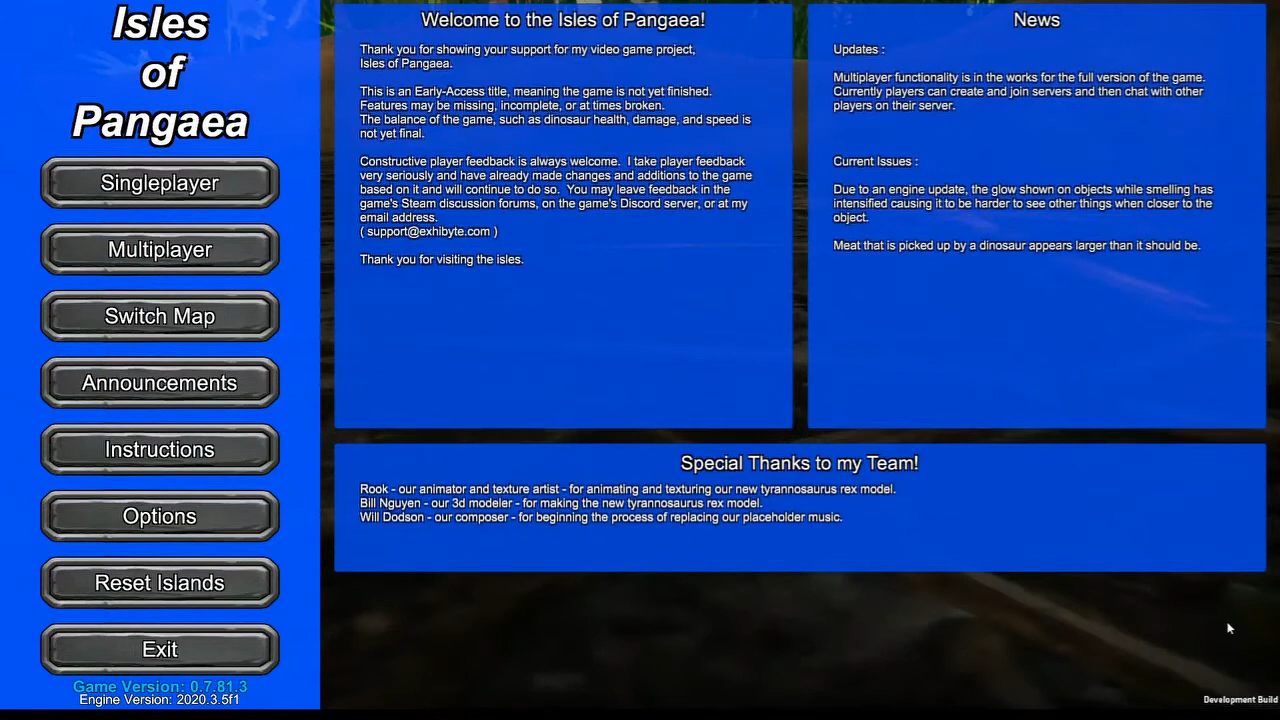 Isles
of
Pangaea
Singleplayer
Multiplayer
Switch Map
Announcements
Instructions
Options
Reset Islands
Exit
Game Version: 0.7.81.3
Engine Version: 2020.3.5f1
Welcome to the Isles of Pangaea!
Thank you for showing your support for my video game project,
Isles of Pangaea.
This is an Early-Access title, meaning the game is not yet finished.
Features may be missing, incomplete, or at times broken.
The balance of the game, such as dinosaur health, damage, and speed is
not yet final.
Constructive player feedback is always welcome.  I take player feedback
very seriously and have already made changes and additions to the game
based on it and will continue to do so.  You may leave feedback in the
game's Steam discussion forums, on the game's Discord server, or at my
email address.
( support@exhibyte.com )
Thank you for visiting the isles.
News
Updates :
Multiplayer functionality is in the works for the full version of the game.
Currently players can create and join servers and then chat with other
players on their server.
Current Issues :
Due to an engine update, the glow shown on objects while smelling has
intensified causing it to be harder to see other things when closer to the
object.
Meat that is picked up by a dinosaur appears larger than it should be.
Special Thanks to my Team!
Rook - our animator and texture artist - for animating and texturing our new tyrannosaurus rex model.
Bill Nguyen - our 3d modeler - for making the new tyrannosaurus rex model.
Will Dodson - our composer - for beginning the process of replacing our placeholder music.
Development Build